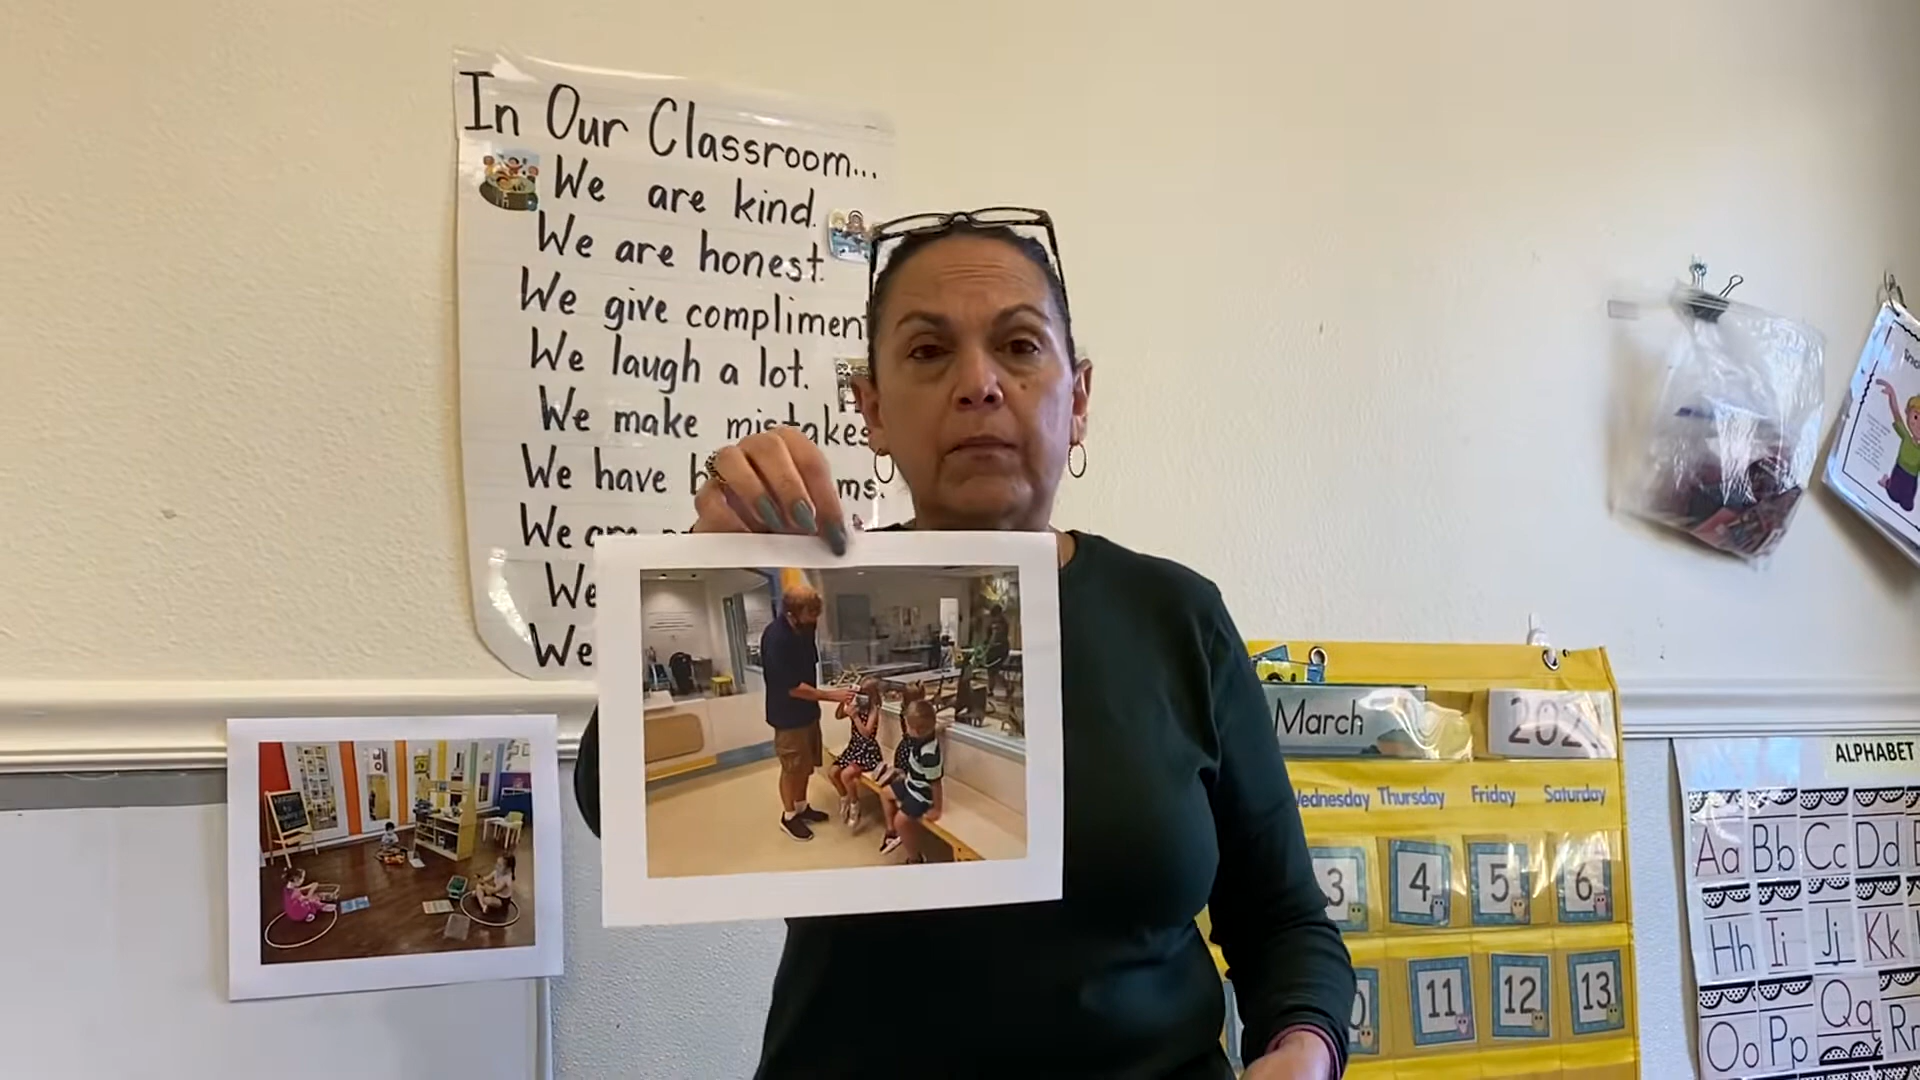 In Our Classroom...
We are kind.
We are honest.
We give compliment
We laugh a lot.
We make mistakes
We have
We are
We
We
March
Wednesday Thursday Friday Saturday
3 4 5 6
11 12 13
ALPHABET
Aa Bb Cc Dd
Hh Ii Jj Kk
Oo Pp Qq Rr